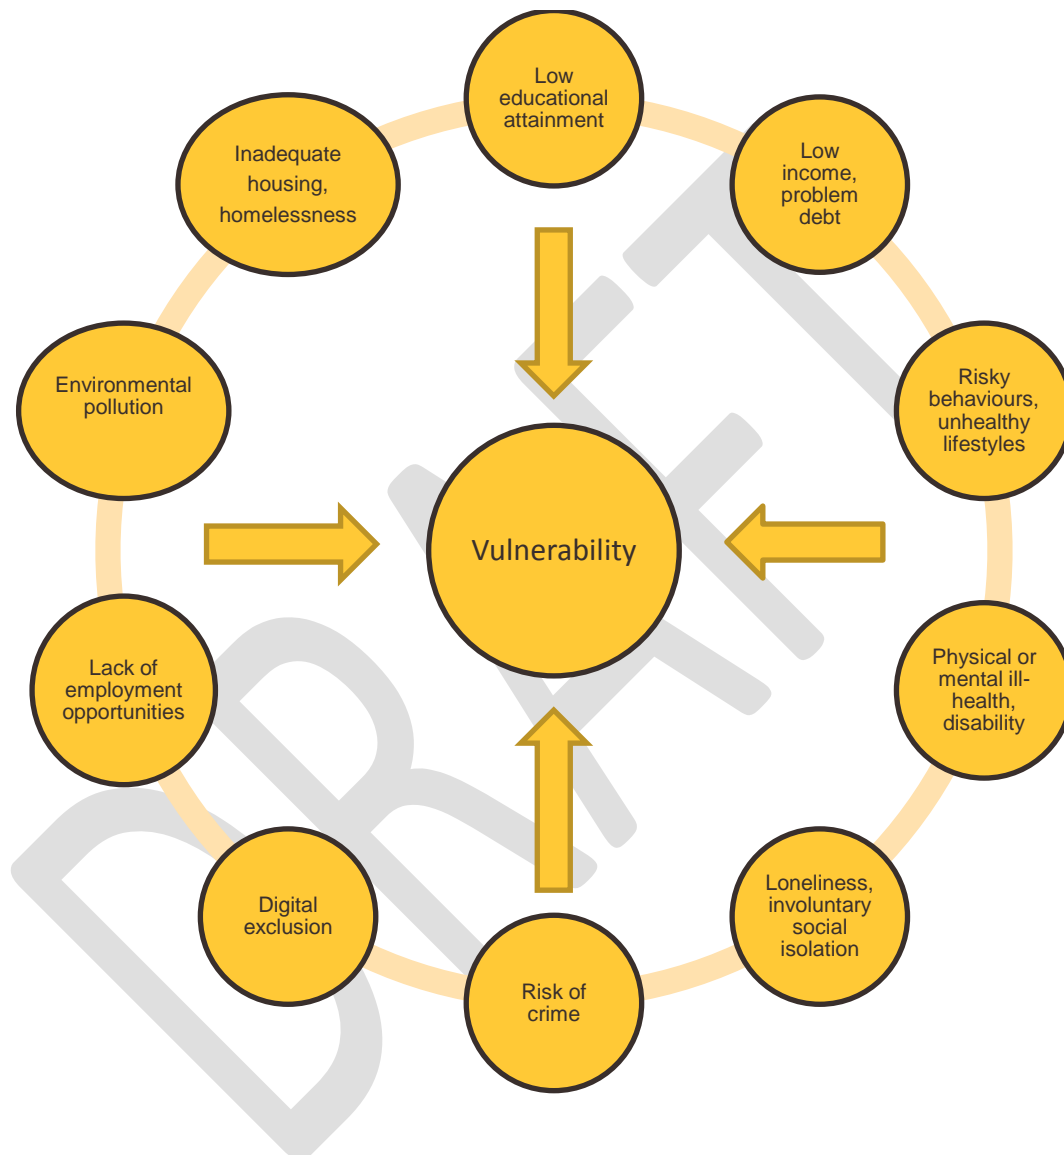 Low
educational
attainment
Low
income,
problem
debt
Risky
behaviours,
unhealthy
lifestyles
Physical or
mental ill-
health,
disability
Loneliness,
involuntary
social
isolation
Risk of
crime
Digital
exclusion
Lack of
employment
opportunities
Environmental
pollution
Inadequate
housing,
homelessness
Vulnerability
DRAFT